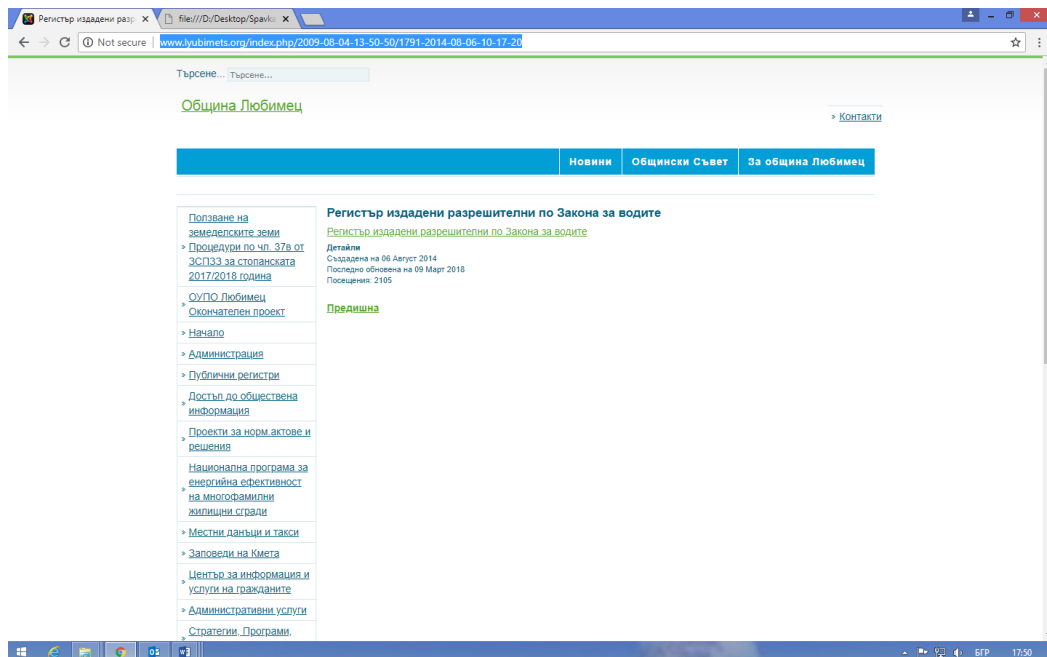 Регистър издадени разр
file:///D:/Desktop/Spavka
Not secure
www.lyubimets.org/index.php/2009-08-04-13-50-50/1791-2014-08-06-10-17-20
Търсене... Търсене...
Община Любимец
» Контакти
Новини
Общински Съвет
За община Любимец
Ползване на
земеделските земи
» Процедури по чл. 37в от
ЗСПЗЗ за стопанската
2017/2018 година
ОУПО Любимец
» Окончателен проект
» Начало
» Администрация
» Публични регистри
Достъп до обществена
» информация
Проекти за норм.актове и
» решения
Национална програма за
енергийна ефективност
» на многофамилни
жилищни сгради
» Местни данъци и такси
» Заповеди на Кмета
Център за информация и
» услуги на гражданите
» Административни услуги
Стратегии, Програми,
Регистър издадени разрешителни по Закона за водите
Регистър издадени разрешителни по Закона за водите
Детайли
Създадена на 06 Август 2014
Последно обновена на 09 Март 2018
Посещения: 2105
Предишна
БГР
17:50